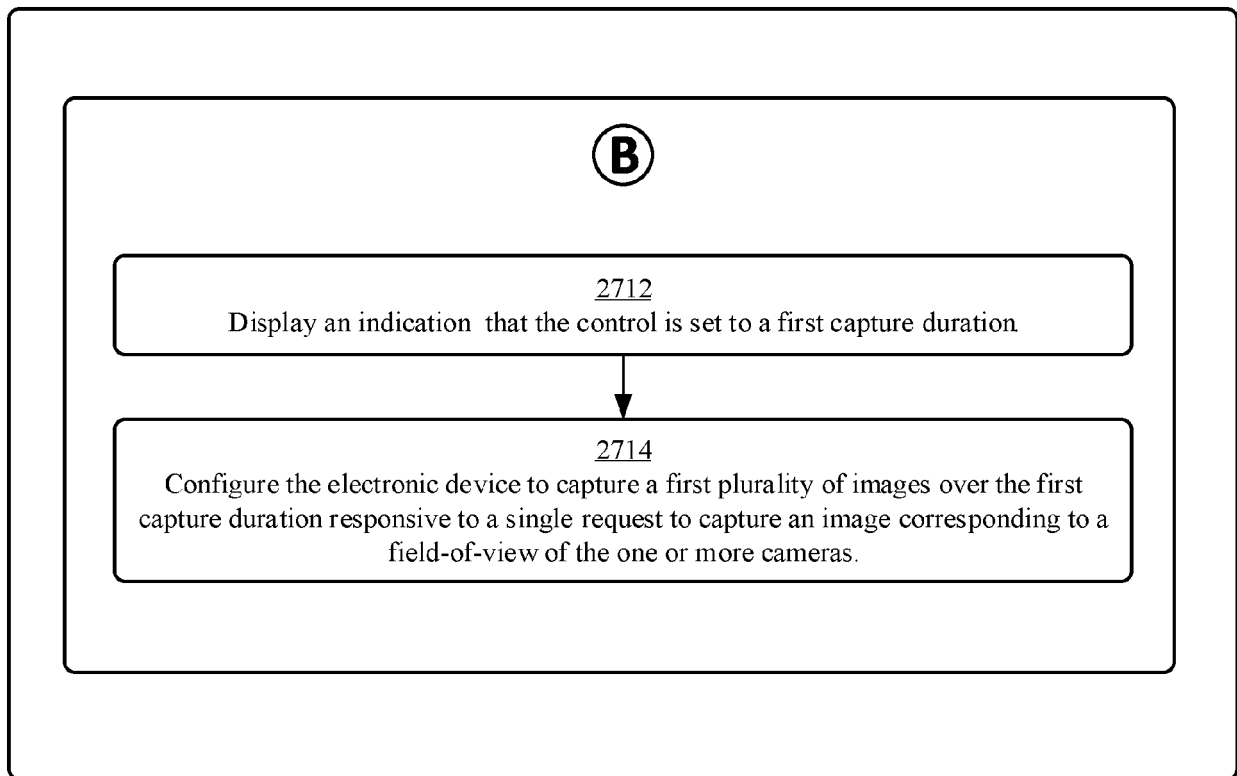 B
2712
Display an indication that the control is set to a first capture duration.
2714
Configure the electronic device to capture a first plurality of images over the first
capture duration responsive to a single request to capture an image corresponding to a
field-of-view of the one or more cameras.